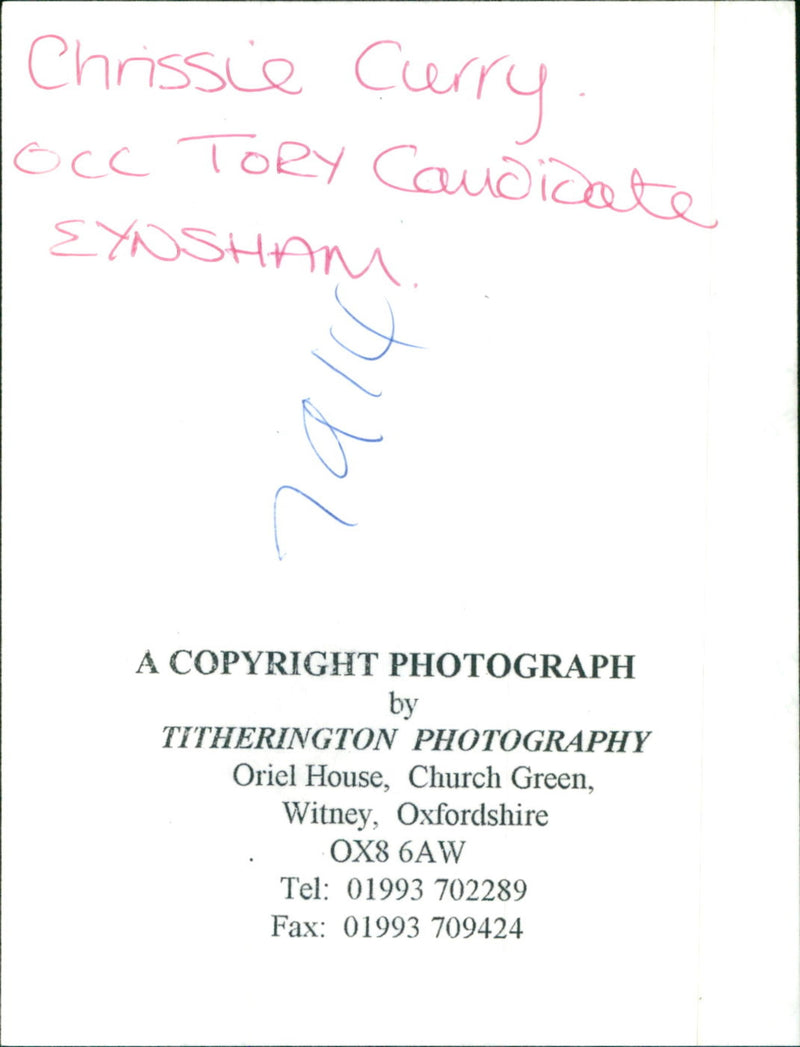 Chrissie Curry.
OCC TORY Candidate
EYNSHAM.
7914
A COPYRIGHT PHOTOGRAPH
by
TITHERINGTON PHOTOGRAPHY
Oriel House, Church Green,
Witney, Oxfordshire
OX8 6AW
Tel: 01993 702289
Fax: 01993 709424